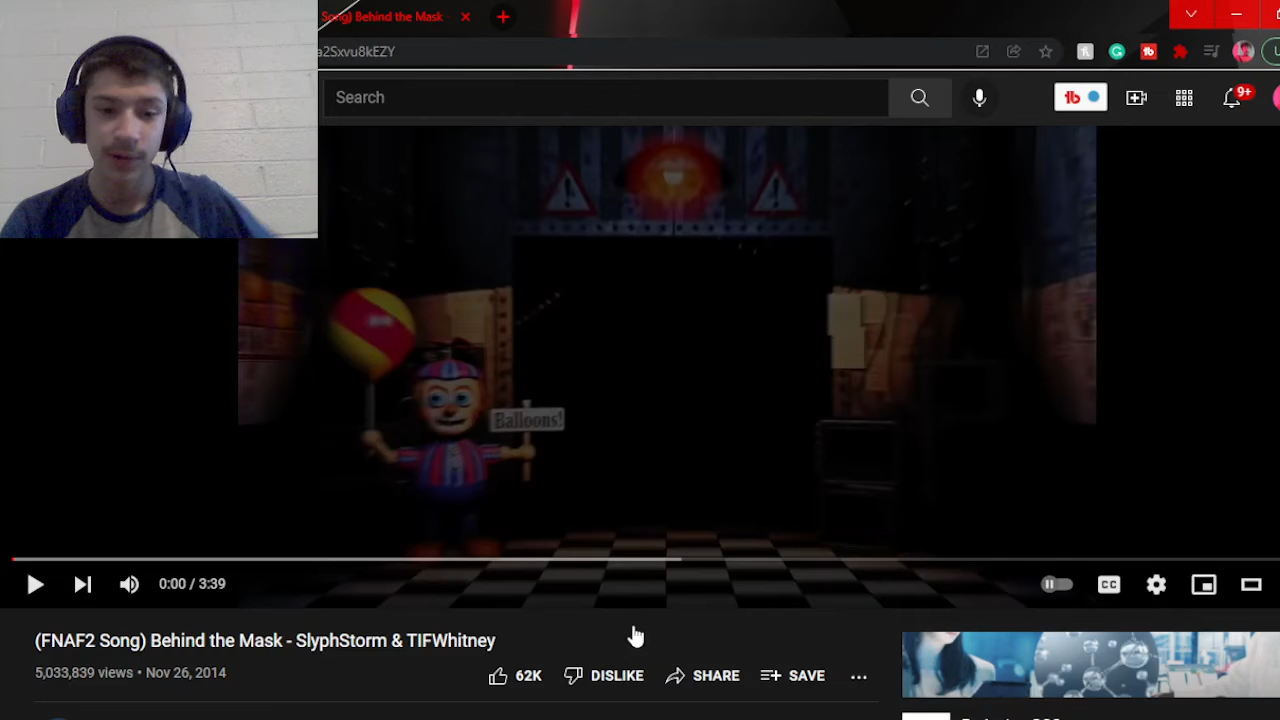 Song) Behind the Mask -
a2Sxvu8kEZY
Search
9+
Balloons!
CC
0:00 / 3:39
(FNAF2 Song) Behind the Mask - SlyphStorm & TIFWhitney
5,033,839 views • Nov 26, 2014
62K
DISLIKE
SHARE
SAVE